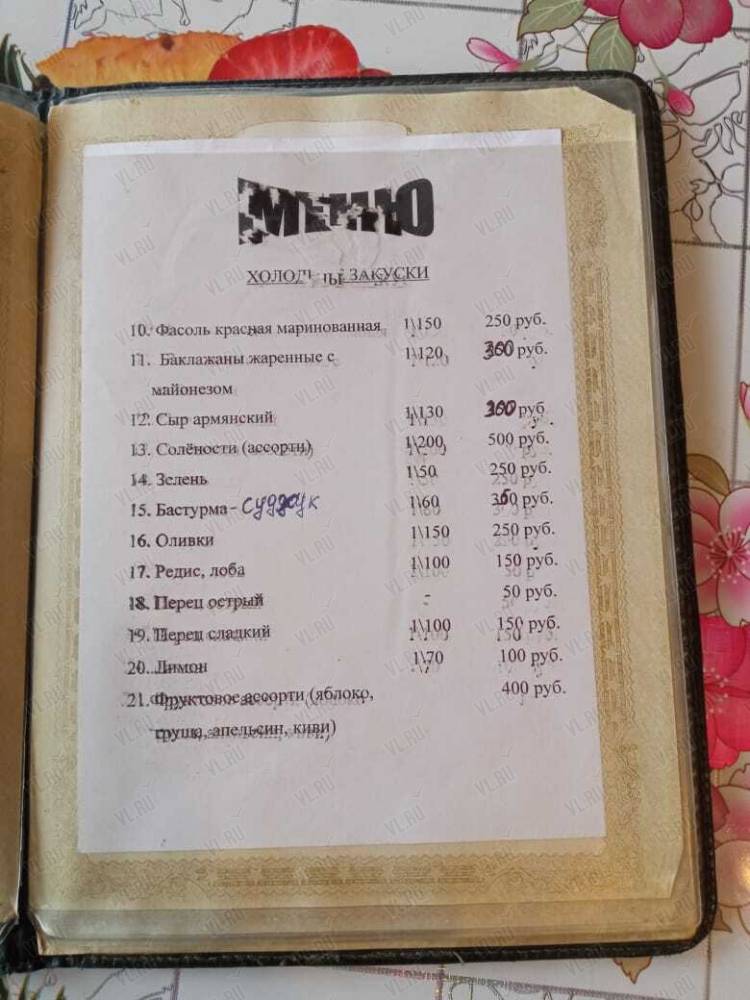 МЕНЮ
ХОЛОДНЫЕ ЗАКУСКИ
10. Фасоль красная маринованная 1\150 250 руб.
11. Баклажаны жаренные с 1\120 300 руб.
майонезом
12. Сыр армянский 1\130 300 руб.
13. Солёности (ассорти) 1\200 500 руб.
14. Зелень 1\50 250 руб.
15. Бастурма - суджук 1\60 руб.
16. Оливки 1\150 250 руб.
17. Редис, лоба 1\100 150 руб.
18. Перец острый - 50 руб.
19. Перец сладкий 1\100 150 руб.
20. Лимон 1\70 100 руб.
21. Фруктовое ассорти (яблоко, 400 руб.
груша, апельсин, киви)
VL.RU